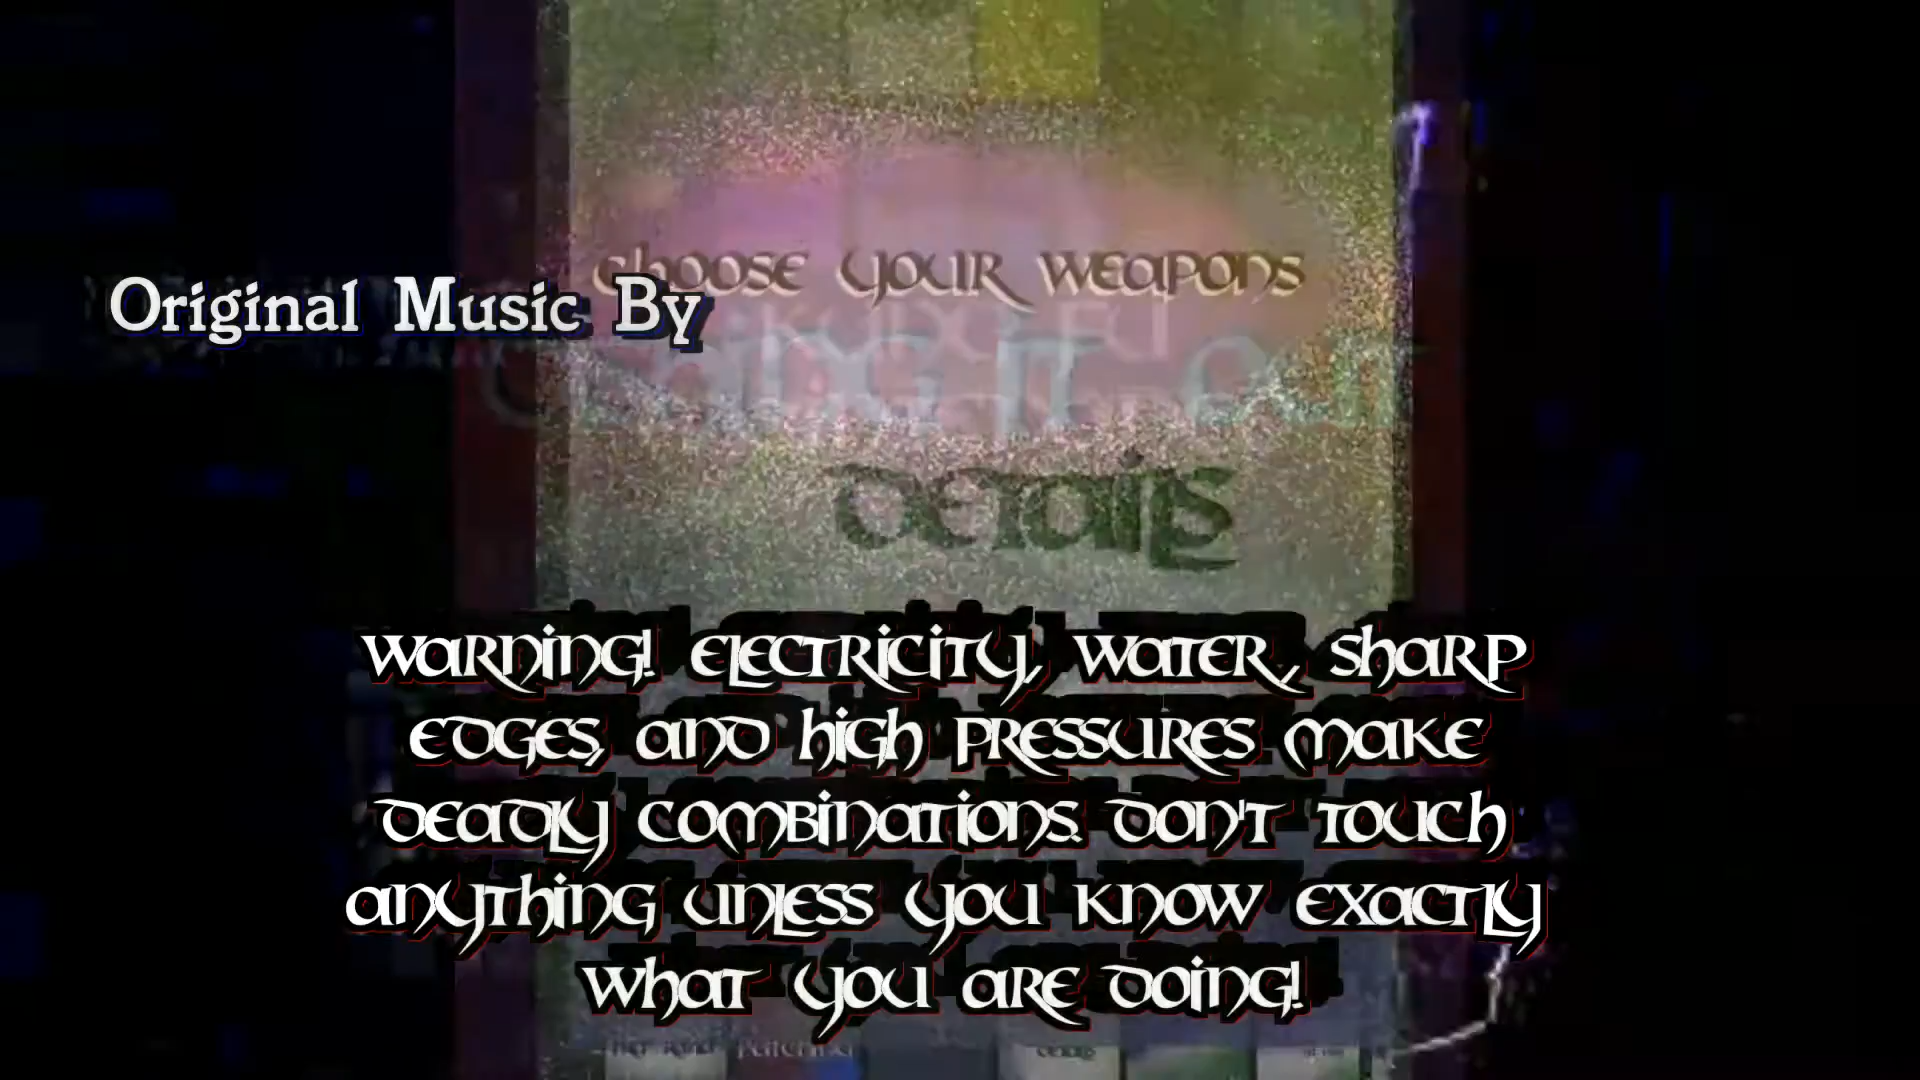 choose your weapons
Original Music By
Details
warning! Electricity, water, sharp
edges, and high pressures make
deadly combinations. Don't touch
anything unless you know exactly
what you are doing!
Details